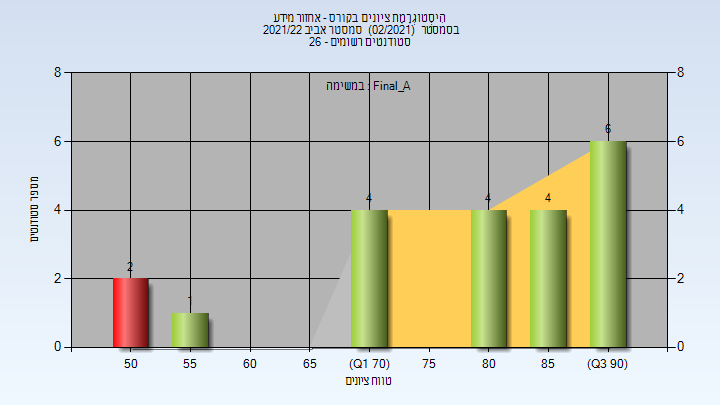 היסטוגרמת ציונים בקורס - אחזור מידע
בסמסטר (02/2021) סמסטר אביב 2021/22
סטודנטים רשומים - 26
במשימה : Final_A
8 8
6 6
4 4
2 2
0 0
2 1 4 4 4 6
מספר סטודנטים
50 55 60 65 (Q1 70) 75 80 85 (Q3 90)
טווח ציונים